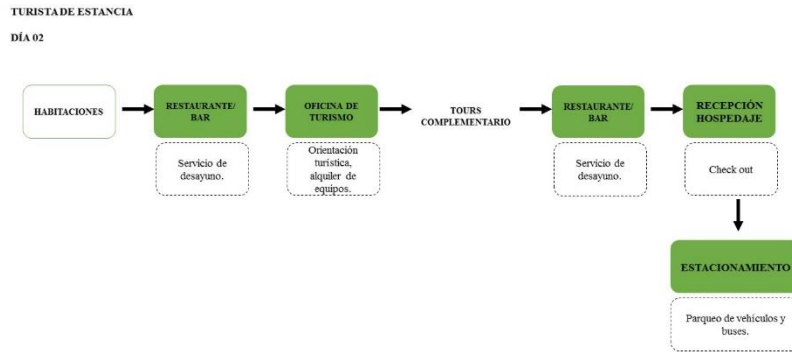 TURISTA DE ESTANCIA
DÍA 02
HABITACIONES
RESTAURANTE/
BAR
Servicio de
desayuno.
OFICINA DE
TURISMO
Orientación
turística,
alquiler de
equipos.
TOURS
COMPLEMENTARIO
RESTAURANTE/
BAR
Servicio de
desayuno.
RECEPCIÓN
HOSPEDAJE
Check out
ESTACIONAMIENTO
Parqueo de vehículos y
buses.